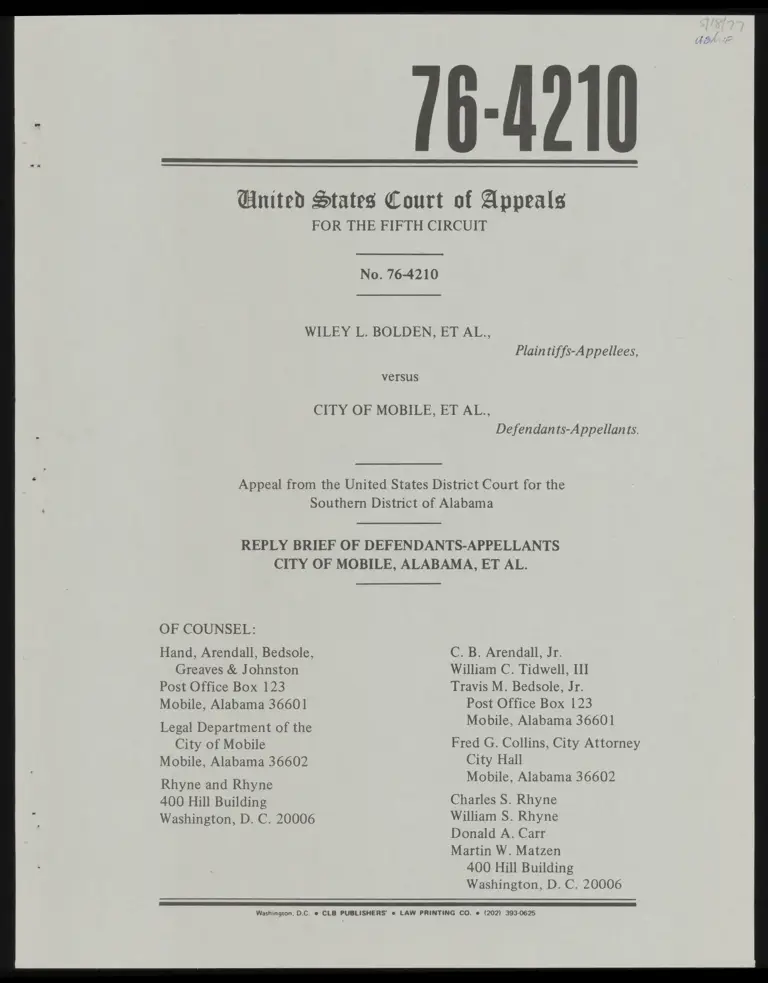 5/18/77
76-4210
United States Court of Appeals
FOR THE FIFTH CIRCUIT
No. 76-4210
WILEY L. BOLDEN, ET AL.,
Plaintiffs-Appellees,
versus
CITY OF MOBILE, ET AL.,
Defendants-Appellants.
Appeal from the United States District Court for the
Southern District of Alabama
REPLY BRIEF OF DEFENDANTS-APPELLANTS
CITY OF MOBILE, ALABAMA, ET AL.
OF COUNSEL:
Hand, Arendall, Bedsole,
Greaves & Johnston
Post Office Box 123
Mobile, Alabama 36601
Legal Department of the
City of Mobile
Mobile, Alabama 36602
Rhyne and Rhyne
400 Hill Building
Washington, D. C. 20006
C. B. Arendall, Jr.
William C. Tidwell, III
Travis M. Bedsole, Jr.
Post Office Box 123
Mobile, Alabama 36601
Fred G. Collins, City Attorney
City Hall
Mobile, Alabama 36602
Charles S. Rhyne
William S. Rhyne
Donald A. Carr
Martin W. Matzen
400 Hill Building
Washington, D. C. 20006
Washington, D.C. • CLB PUBLISHERS' • LAW PRINTING CO. • (202) 393-0625